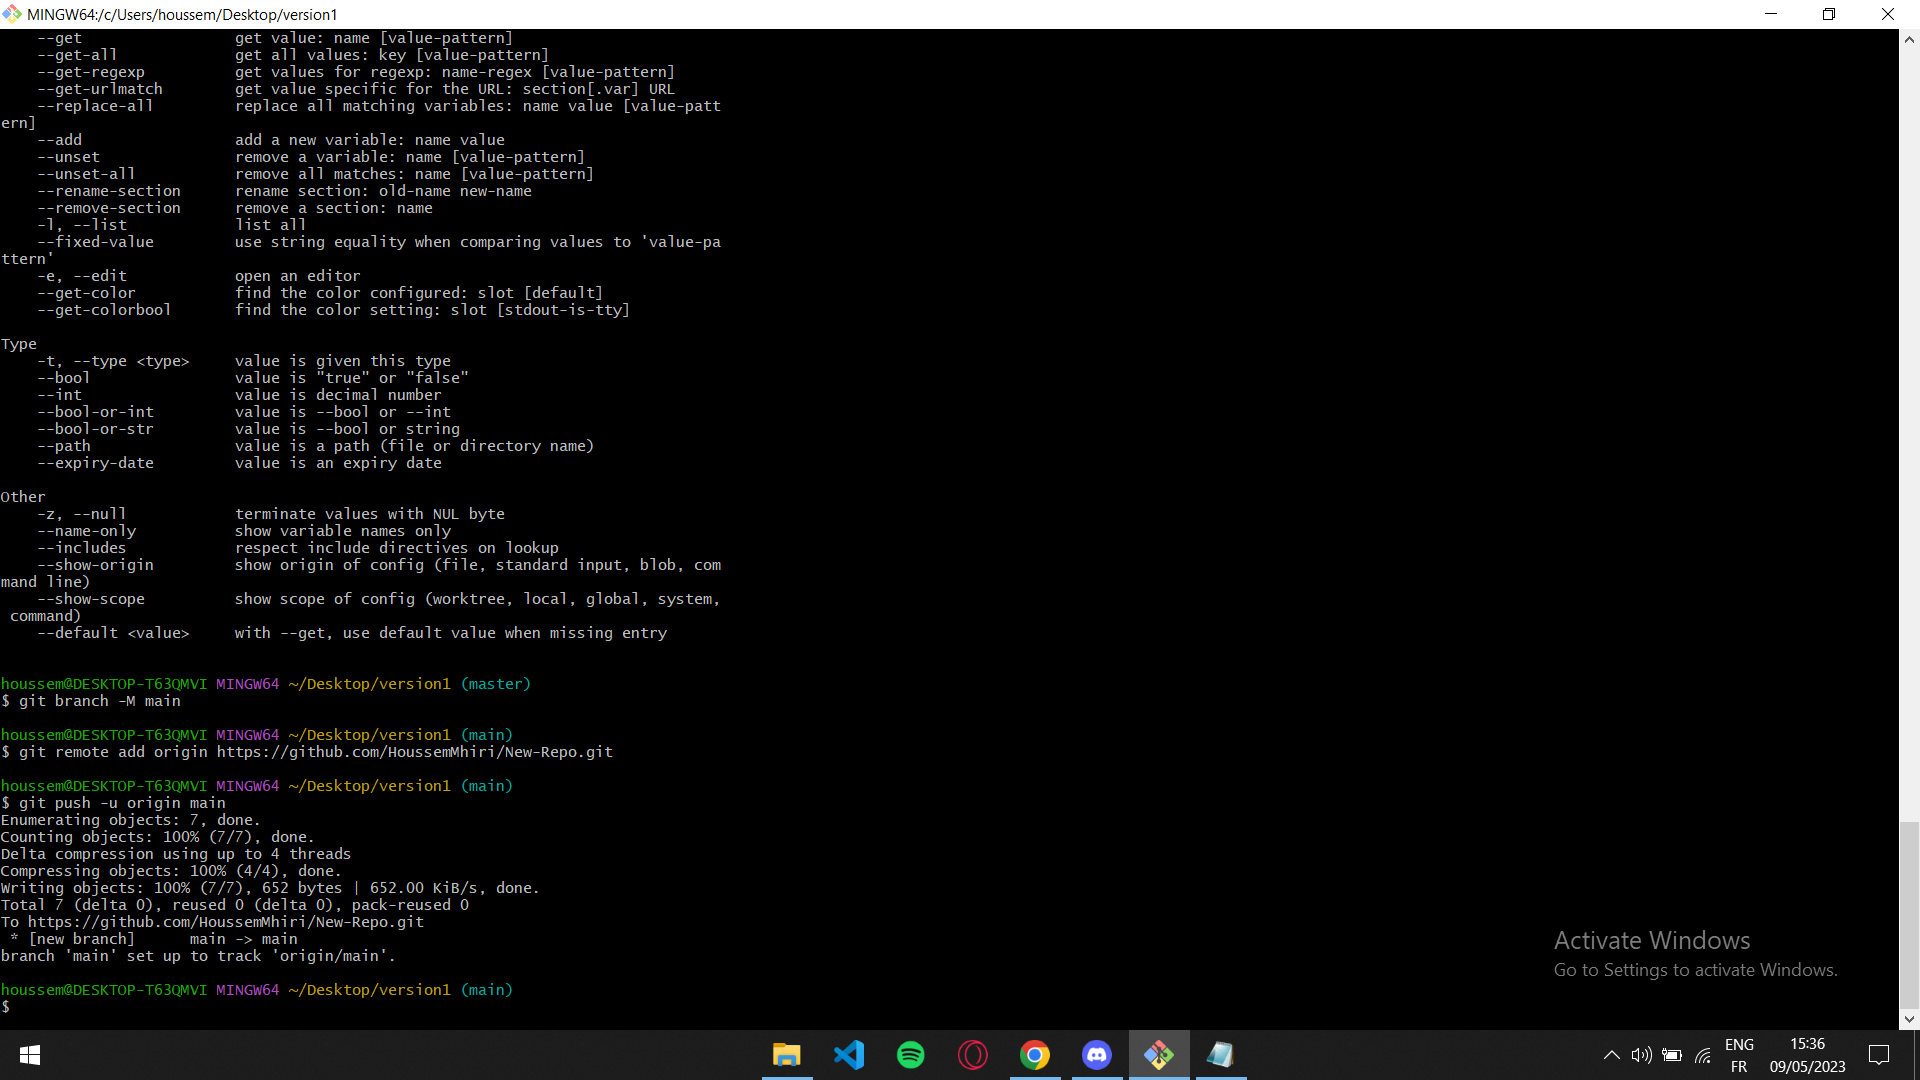 MINGW64:/c/Users/houssem/Desktop/version1
    --get                 get value: name [value-pattern]
    --get-all             get all values: key [value-pattern]
    --get-regexp          get values for regexp: name-regex [value-pattern]
    --get-urlmatch        get value specific for the URL: section[.var] URL
    --replace-all         replace all matching variables: name value [value-patt
ern]
    --add                 add a new variable: name value
    --unset               remove a variable: name [value-pattern]
    --unset-all           remove all matches: name [value-pattern]
    --rename-section      rename section: old-name new-name
    --remove-section      remove a section: name
    -l, --list            list all
    --fixed-value         use string equality when comparing values to 'value-pa
ttern'
    -e, --edit            open an editor
    --get-color           find the color configured: slot [default]
    --get-colorbool       find the color setting: slot [stdout-is-tty]
Type
    -t, --type <type>     value is given this type
    --bool                value is "true" or "false"
    --int                 value is decimal number
    --bool-or-int         value is --bool or --int
    --bool-or-str         value is --bool or string
    --path                value is a path (file or directory name)
    --expiry-date         value is an expiry date
Other
    -z, --null            terminate values with NUL byte
    --name-only           show variable names only
    --includes            respect include directives on lookup
    --show-origin         show origin of config (file, standard input, blob, com
mand line)
    --show-scope          show scope of config (worktree, local, global, system,
 command)
    --default <value>     with --get, use default value when missing entry
houssem@DESKTOP-T63QMVI MINGW64 ~/Desktop/version1 (master)
$ git branch -M main
houssem@DESKTOP-T63QMVI MINGW64 ~/Desktop/version1 (main)
$ git remote add origin https://github.com/HoussemMhiri/New-Repo.git
houssem@DESKTOP-T63QMVI MINGW64 ~/Desktop/version1 (main)
$ git push -u origin main
Enumerating objects: 7, done.
Counting objects: 100% (7/7), done.
Delta compression using up to 4 threads
Compressing objects: 100% (4/4), done.
Writing objects: 100% (7/7), 652 bytes | 652.00 KiB/s, done.
Total 7 (delta 0), reused 0 (delta 0), pack-reused 0
To https://github.com/HoussemMhiri/New-Repo.git
 * [new branch]      main -> main
branch 'main' set up to track 'origin/main'.
houssem@DESKTOP-T63QMVI MINGW64 ~/Desktop/version1 (main)
$
Activate Windows
Go to Settings to activate Windows.
ENG
FR
15:36
09/05/2023